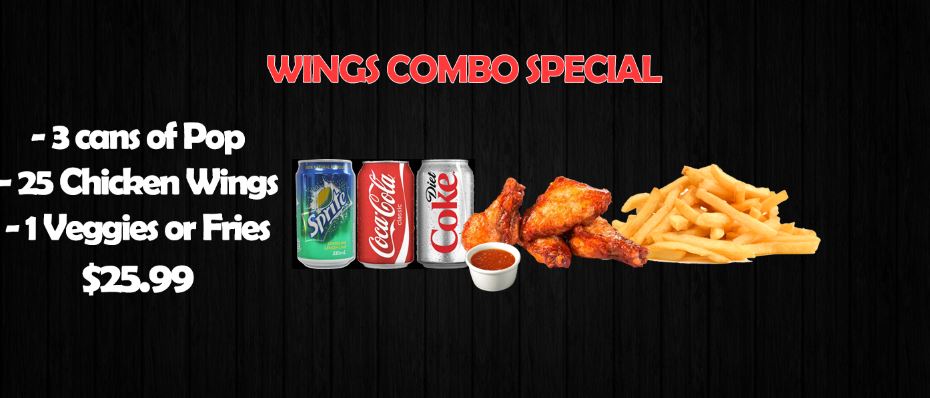 WINGS COMBO SPECIAL
- 3 cans of Pop
- 25 Chicken Wings
- 1 Veggies or Fries
$25.99
Sprite
Coca-Cola
classic
Diet
Coke